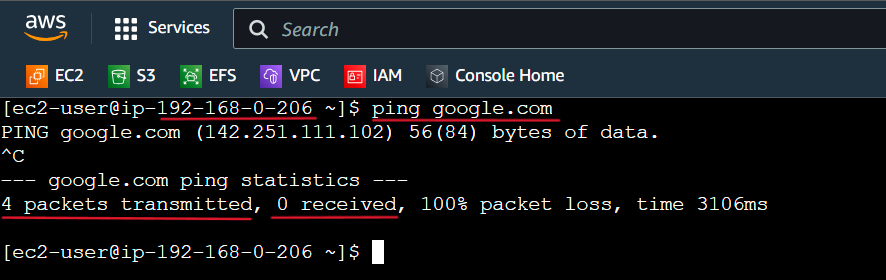 aws Services Search
EC2 S3 EFS VPC IAM Console Home
[ec2-user@ip-192-168-0-206 ~]$ ping google.com
PING google.com (142.251.111.102) 56(84) bytes of data.
^C
--- google.com ping statistics ---
4 packets transmitted, 0 received, 100% packet loss, time 3106ms
[ec2-user@ip-192-168-0-206 ~]$